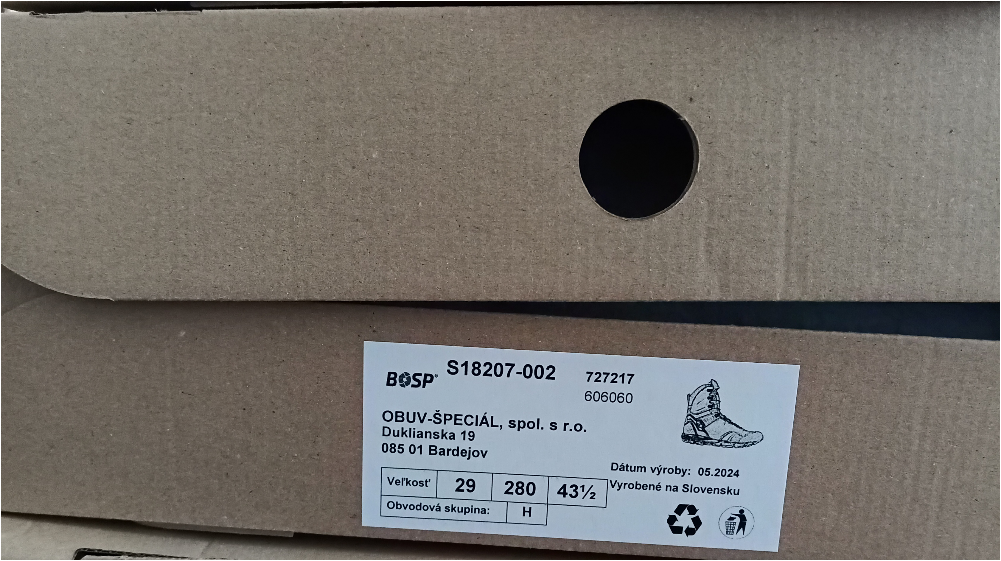 BOSP® S18207-002 727217
606060
OBUV-ŠPECIÁL, spol. s r.o.
Duklianska 19
085 01 Bardejov
Dátum výroby: 05.2024
Vyrobené na Slovensku
Veľkosť 29 280 43½
Obvodová skupina: H